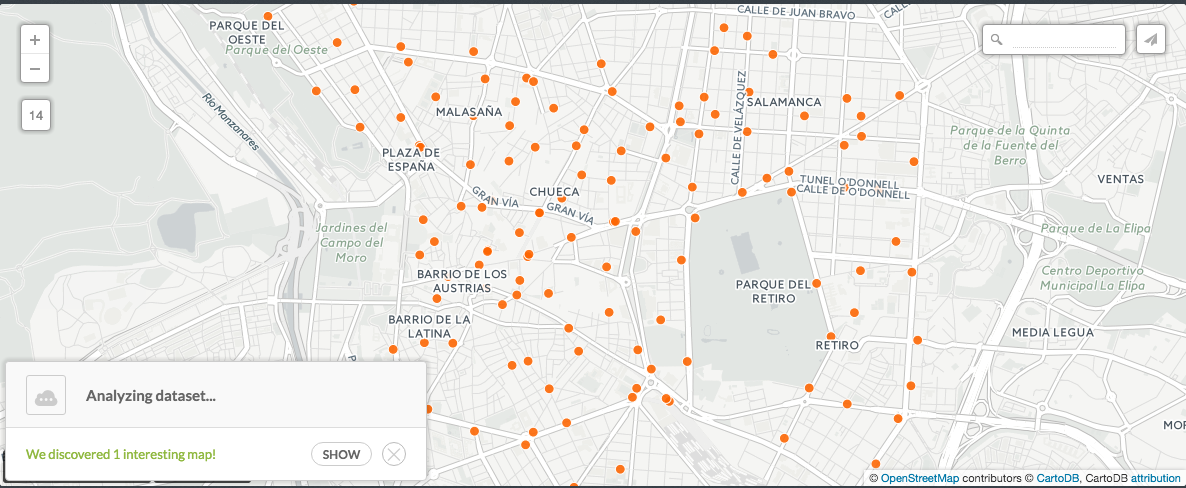 CALLE DE JUAN BRAVO
PARQUE DEL
OESTE
Parque del Oeste
+
−
14
Río Manzanares
MALASAÑA
SALAMANCA
CALLE DE VELÁZQUEZ
Parque de la Quinta
de la Fuente del
Berro
PLAZA DE
ESPAÑA
CHUECA
GRAN VÍA
GRAN VÍA
TUNEL O'DONNELL
CALLE DE O'DONNELL
VENTAS
Jardines del
Campo del
Moro
Parque de La Elipa
BARRIO DE LOS
AUSTRIAS
PARQUE DEL
RETIRO
Centro Deportivo
Municipal La Elipa
BARRIO DE LA
LATINA
RETIRO
MEDIA LEGUA
Analyzing dataset...
We discovered 1 interesting map!
SHOW
MOR
© OpenStreetMap contributors © CartoDB, CartoDB attribution